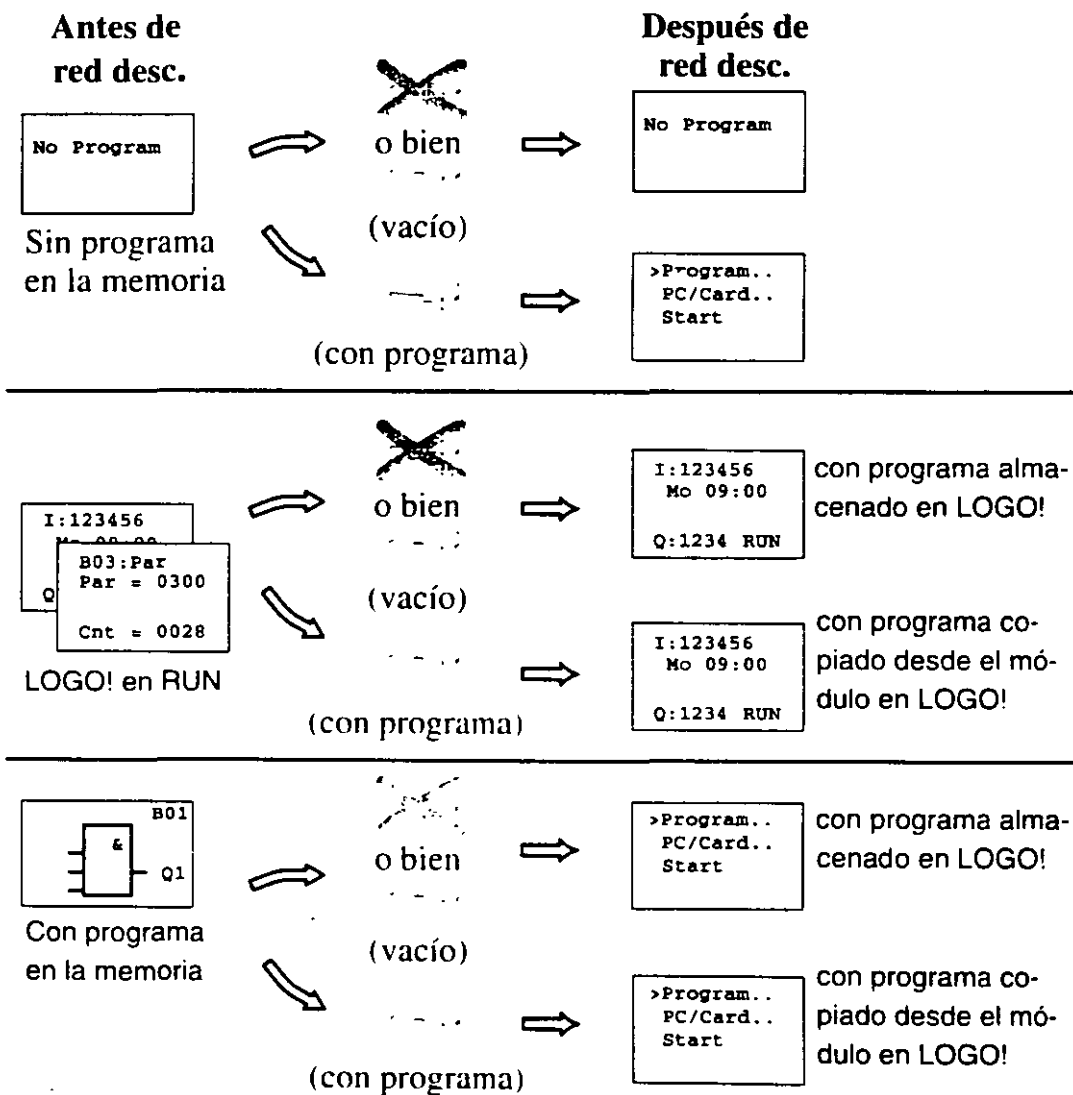 Antes de
red desc.
Después de
red desc.
No Program
Sin programa
en la memoria
o bien
(vacío)
(con programa)
No Program
>Program..
PC/Card..
Start
I:123456
Mo 09:00
Q
B03:Par
Par = 0300
Cnt = 0028
LOGO! en RUN
o bien
(vacío)
(con programa)
I:123456
Mo 09:00
Q:1234 RUN
con programa alma-
cenado en LOGO!
I:123456
Mo 09:00
Q:1234 RUN
con programa co-
piado desde el mó-
dulo en LOGO!
B01
&
Q1
Con programa
en la memoria
o bien
(vacío)
(con programa)
>Program..
PC/Card..
Start
con programa alma-
cenado en LOGO!
>Program..
PC/Card..
Start
con programa co-
piado desde el mó-
dulo en LOGO!